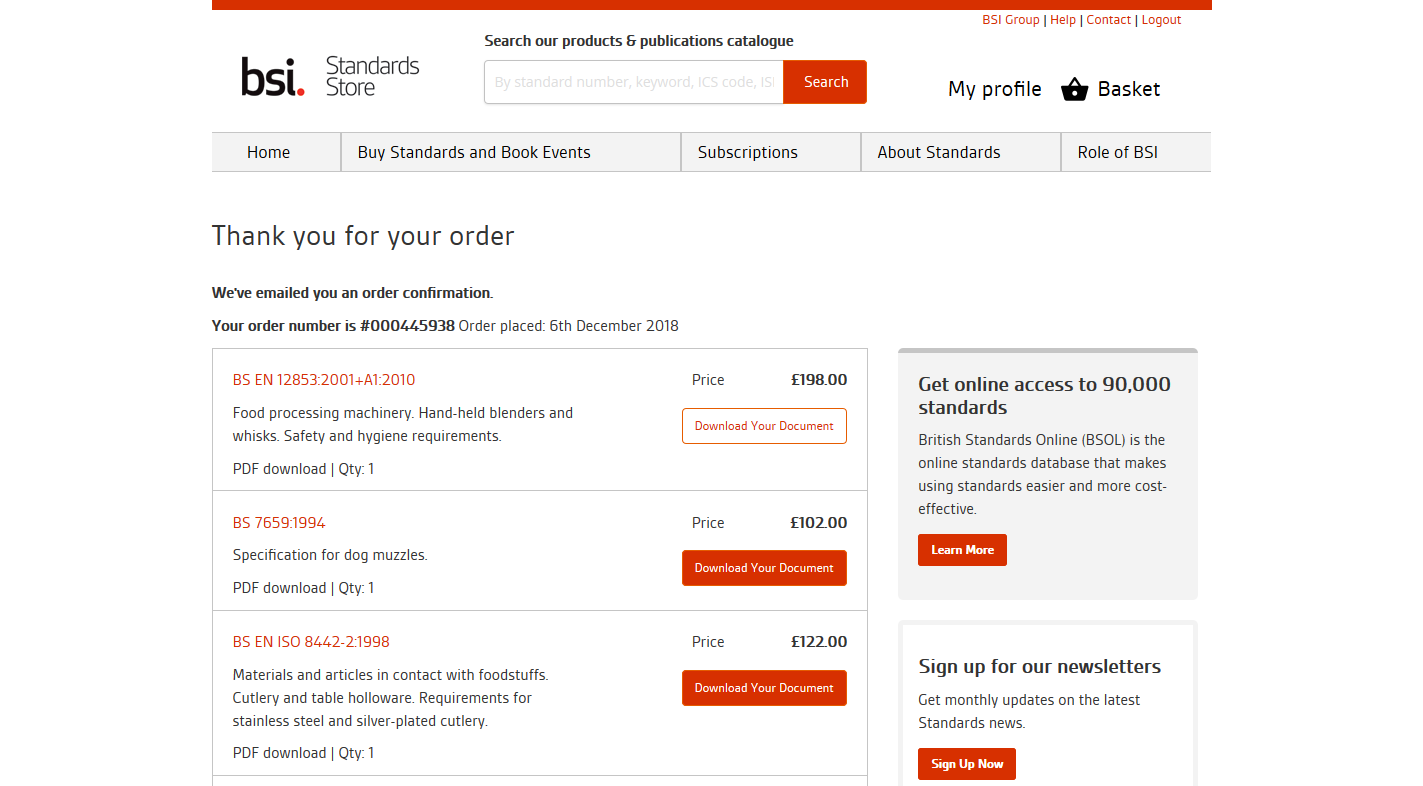 BSI Group | Help | Contact | Logout
Search our products & publications catalogue
bsi. Standards Store
By standard number, keyword, ICS code, ISI
Search
My profile
Basket
Home
Buy Standards and Book Events
Subscriptions
About Standards
Role of BSI
Thank you for your order
We've emailed you an order confirmation.
Your order number is #000445938 Order placed: 6th December 2018
BS EN 12853:2001+A1:2010
Price £198.00
Food processing machinery. Hand-held blenders and
whisks. Safety and hygiene requirements.
Download Your Document
PDF download | Qty: 1
BS 7659:1994
Price £102.00
Specification for dog muzzles.
Download Your Document
PDF download | Qty: 1
BS EN ISO 8442-2:1998
Price £122.00
Materials and articles in contact with foodstuffs.
Cutlery and table holloware. Requirements for
stainless steel and silver-plated cutlery.
Download Your Document
PDF download | Qty: 1
Get online access to 90,000
standards
British Standards Online (BSOL) is the
online standards database that makes
using standards easier and more cost-
effective.
Learn More
Sign up for our newsletters
Get monthly updates on the latest
Standards news.
Sign Up Now